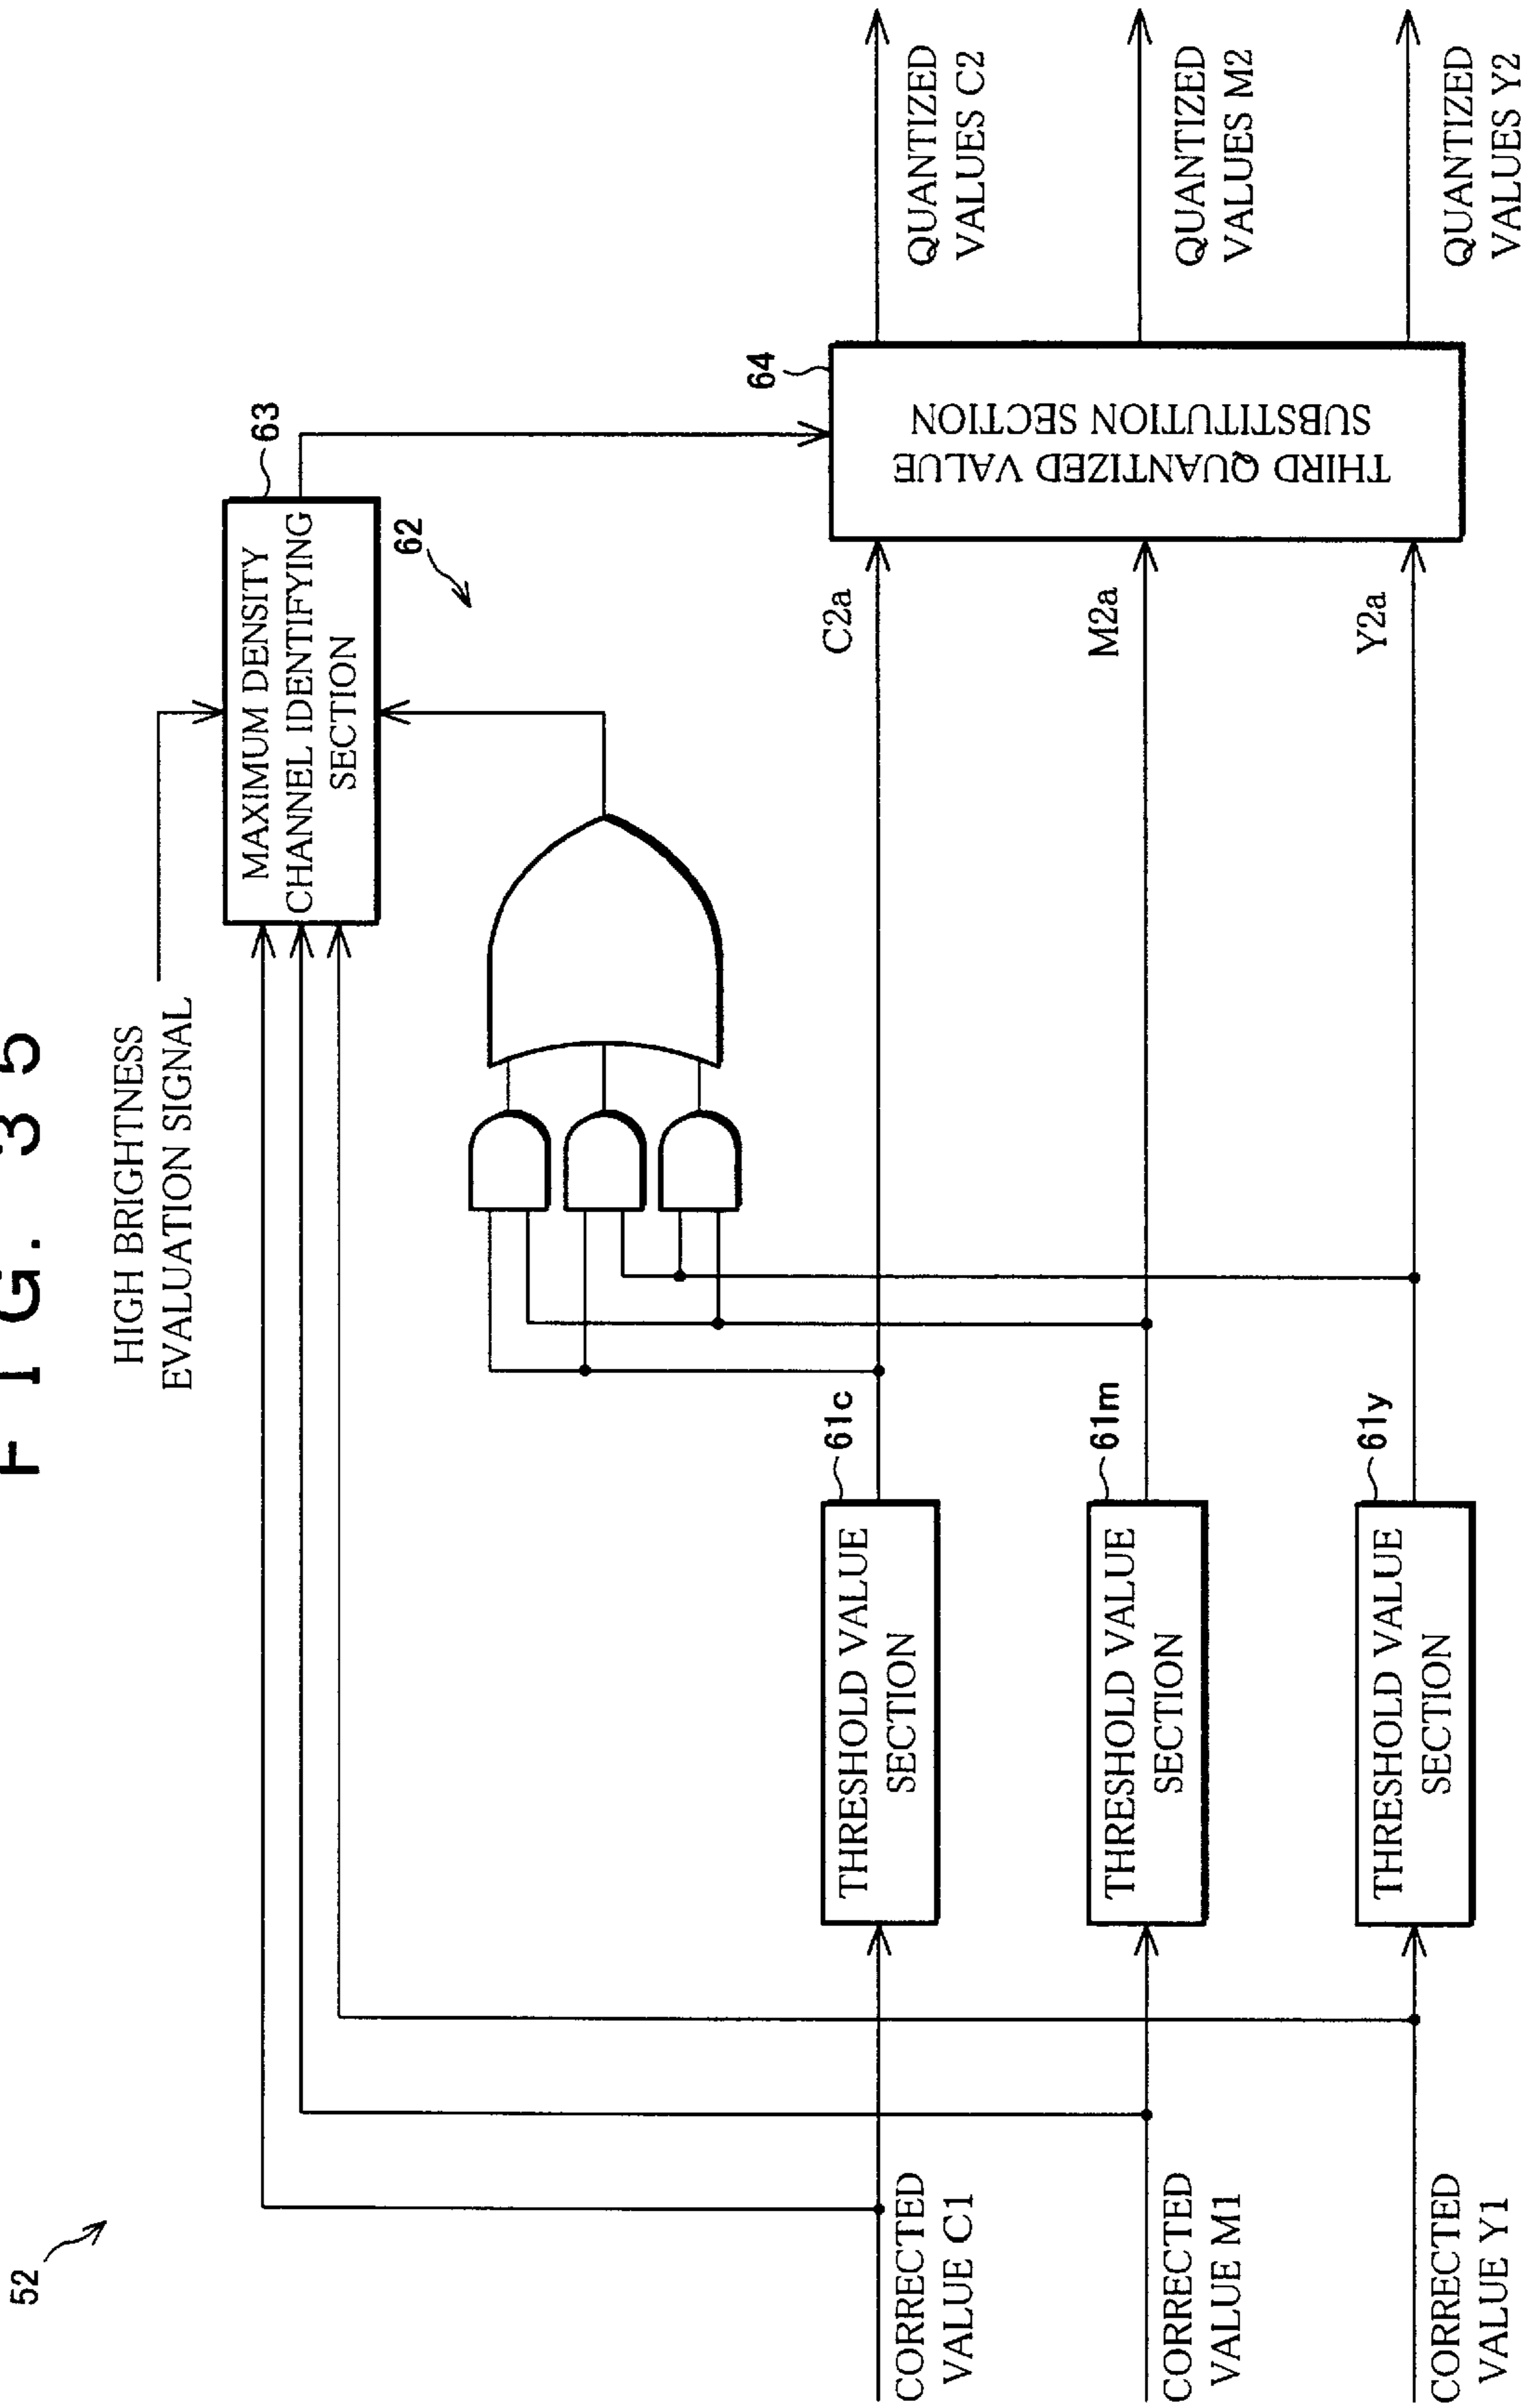 FIG. 35
52
HIGH BRIGHTNESS
EVALUATION SIGNAL
MAXIMUM DENSITY
CHANNEL IDENTIFYING
SECTION
63
62
CORRECTED
VALUE C1
THRESHOLD VALUE
SECTION
61c
C2a
64
THIRD QUANTIZED VALUE
SUBSTITUTION SECTION
QUANTIZED
VALUES C2
CORRECTED
VALUE M1
THRESHOLD VALUE
SECTION
61m
M2a
QUANTIZED
VALUES M2
CORRECTED
VALUE Y1
THRESHOLD VALUE
SECTION
61y
Y2a
QUANTIZED
VALUES Y2